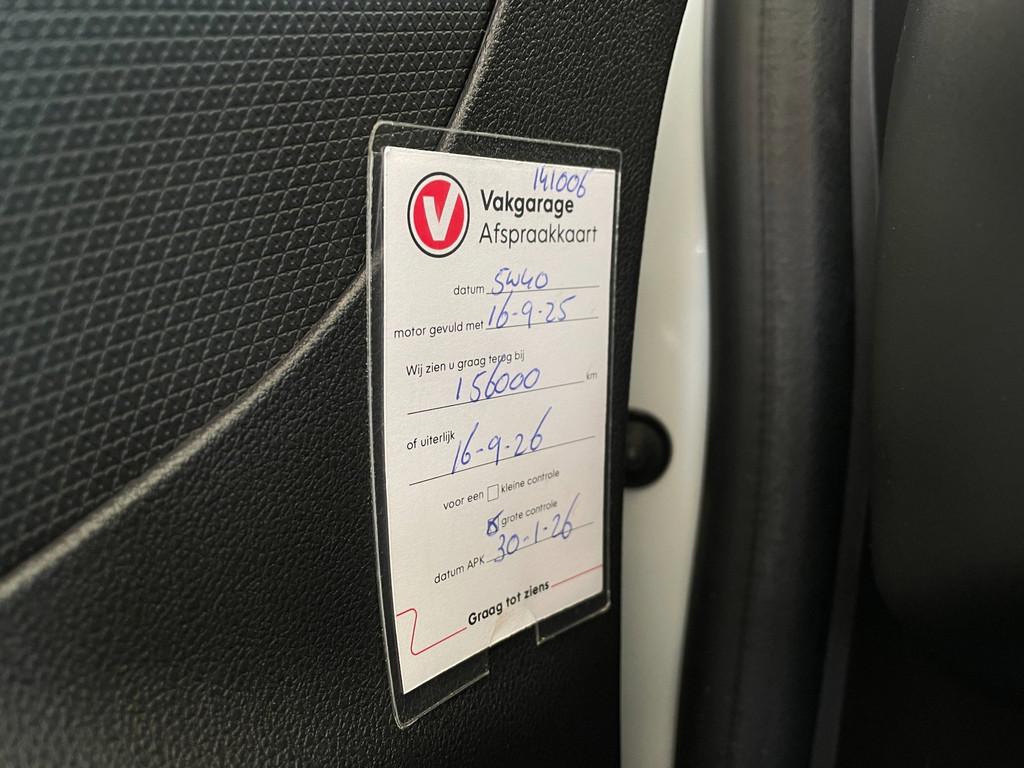 141006
V Vakgarage
Afspraakkaart
datum 5W40
motor gevuld met 16-9-25
Wij zien u graag terug bij
156000 km
of uiterlijk 16-9-26
voor een kleine controle
grote controle
datum APK 30-1-26
Graag tot ziens